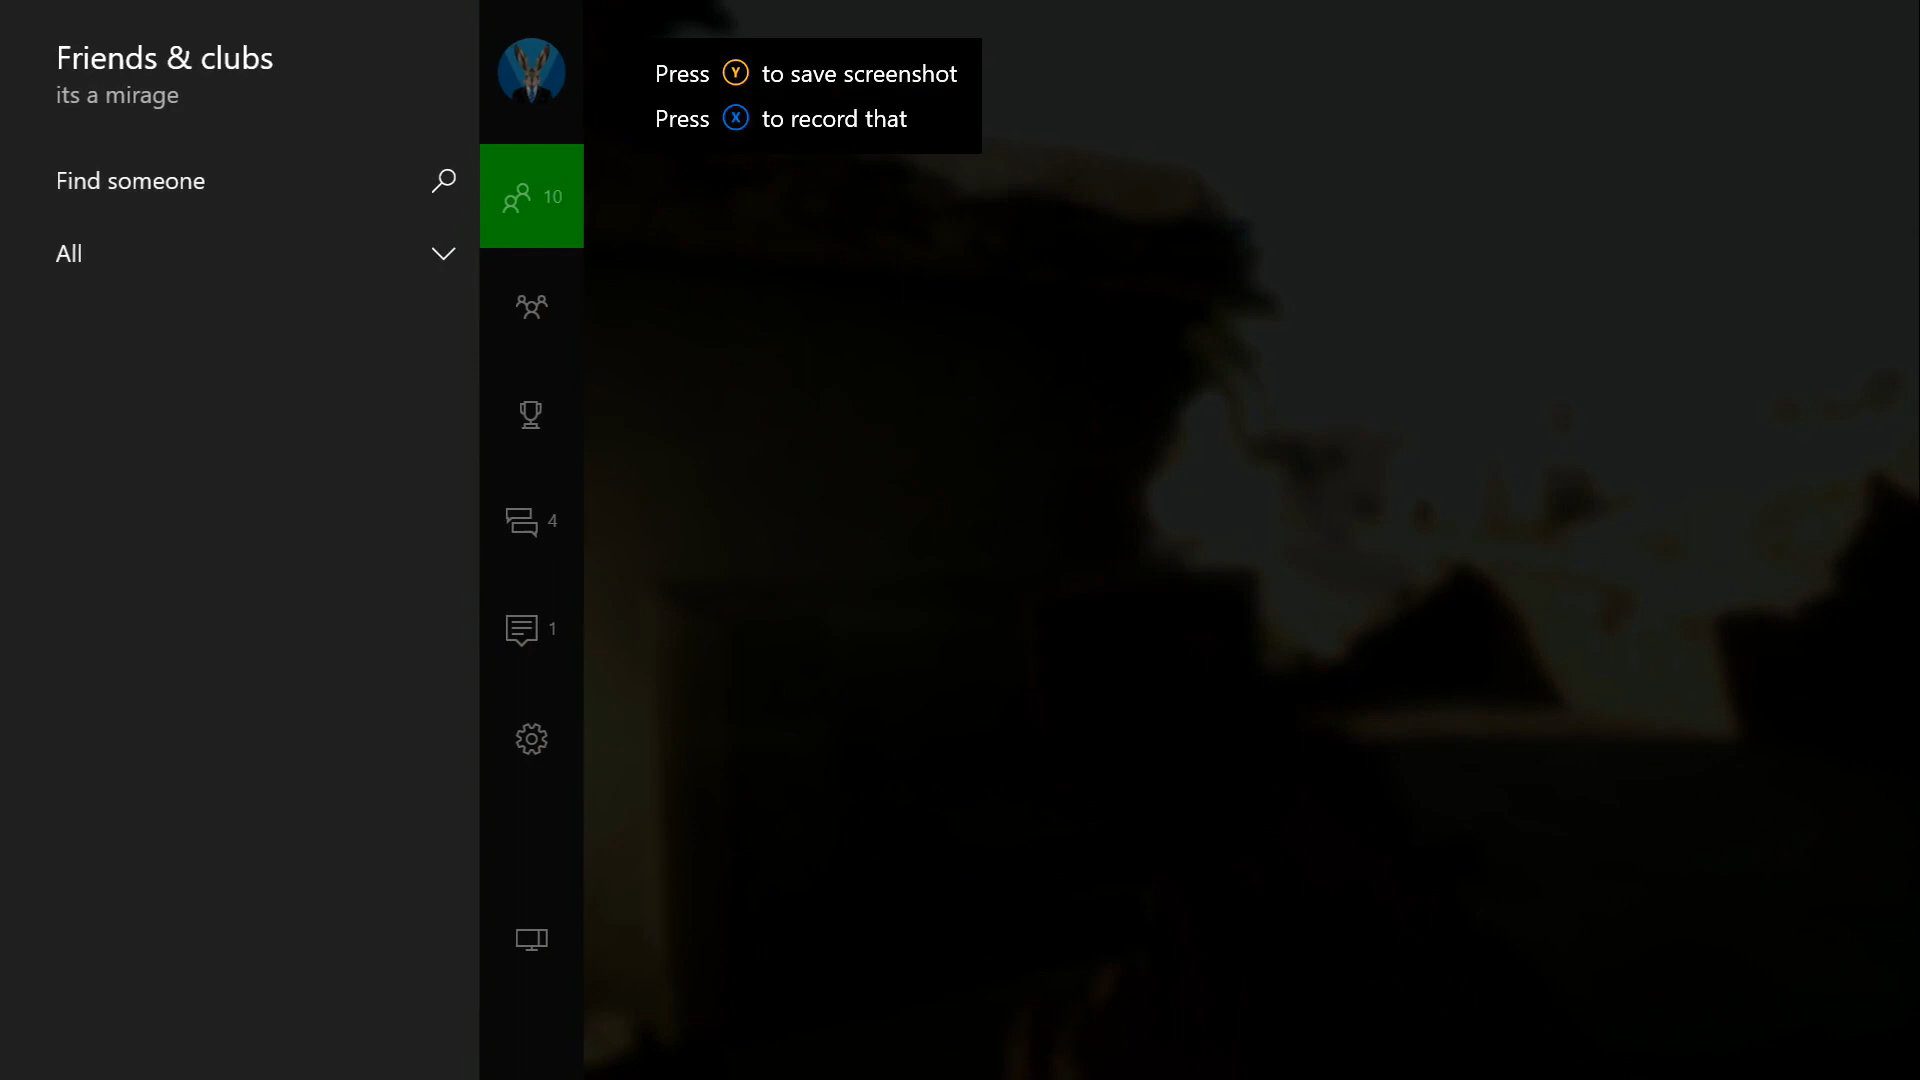 Friends & clubs
its a mirage
Find someone
All
10
4
1
Press Y to save screenshot
Press X to record that